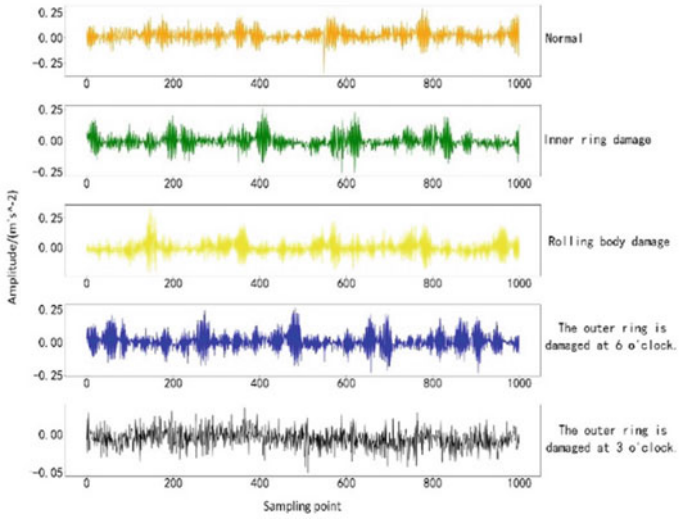 0.25
0.00
-0.25
Normal
0 200 400 600 800 1000
0.25
0.00
-0.25
Inner ring damage
0 200 400 600 800 1000
0.25
0.00
Rolling body damage
0 200 400 600 800 1000
0.25
0.00
-0.25
The outer ring is
damaged at 6 o'clock.
0 200 400 600 800 1000
0.00
-0.05
The outer ring is
damaged at 3 o'clock.
0 200 400 600 800 1000
Amplitude/(m˙s^-2)
Sampling point